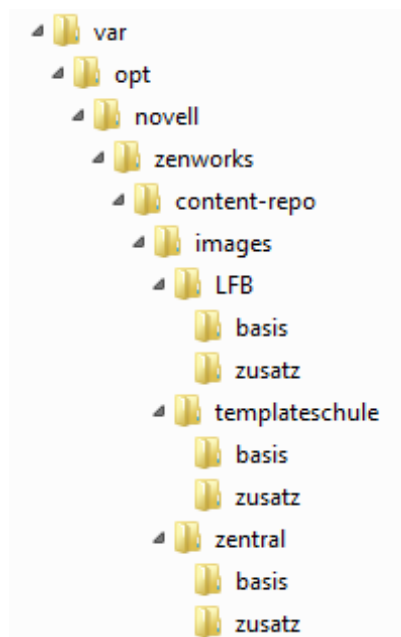 var
opt
novell
zenworks
content-repo
images
LFB
basis
zusatz
templateschule
basis
zusatz
zentral
basis
zusatz